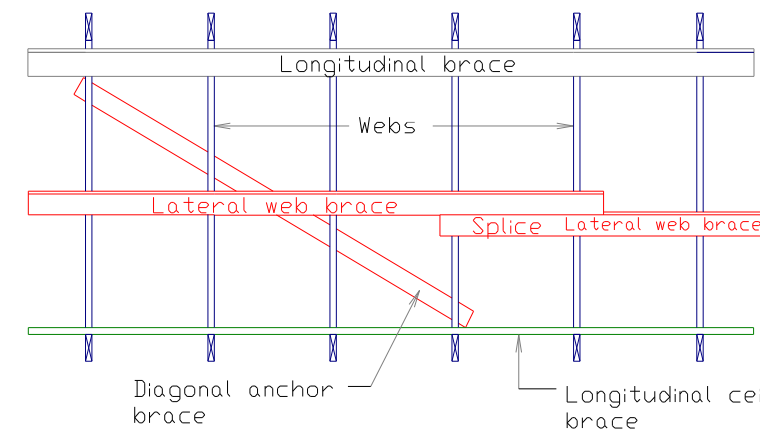 Longitudinal brace
Webs
Lateral web brace
Splice Lateral web brace
Diagonal anchor
brace
Longitudinal
brace